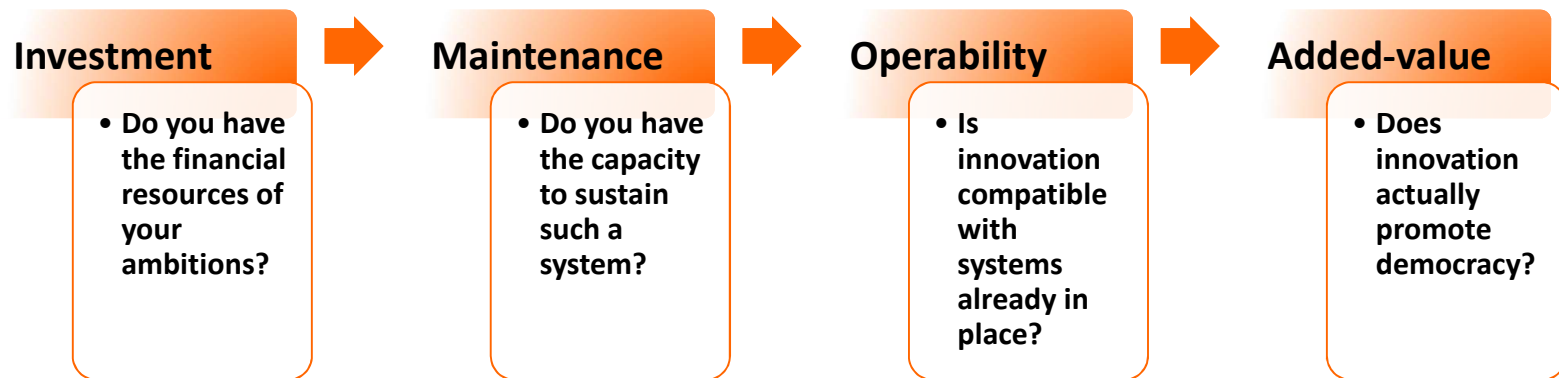 Investment
• Do you have
the financial
resources of
your
ambitions?
Maintenance
• Do you have
the capacity
to sustain
such a
system?
Operability
• Is
innovation
compatible
with
systems
already in
place?
Added-value
• Does
innovation
actually
promote
democracy?